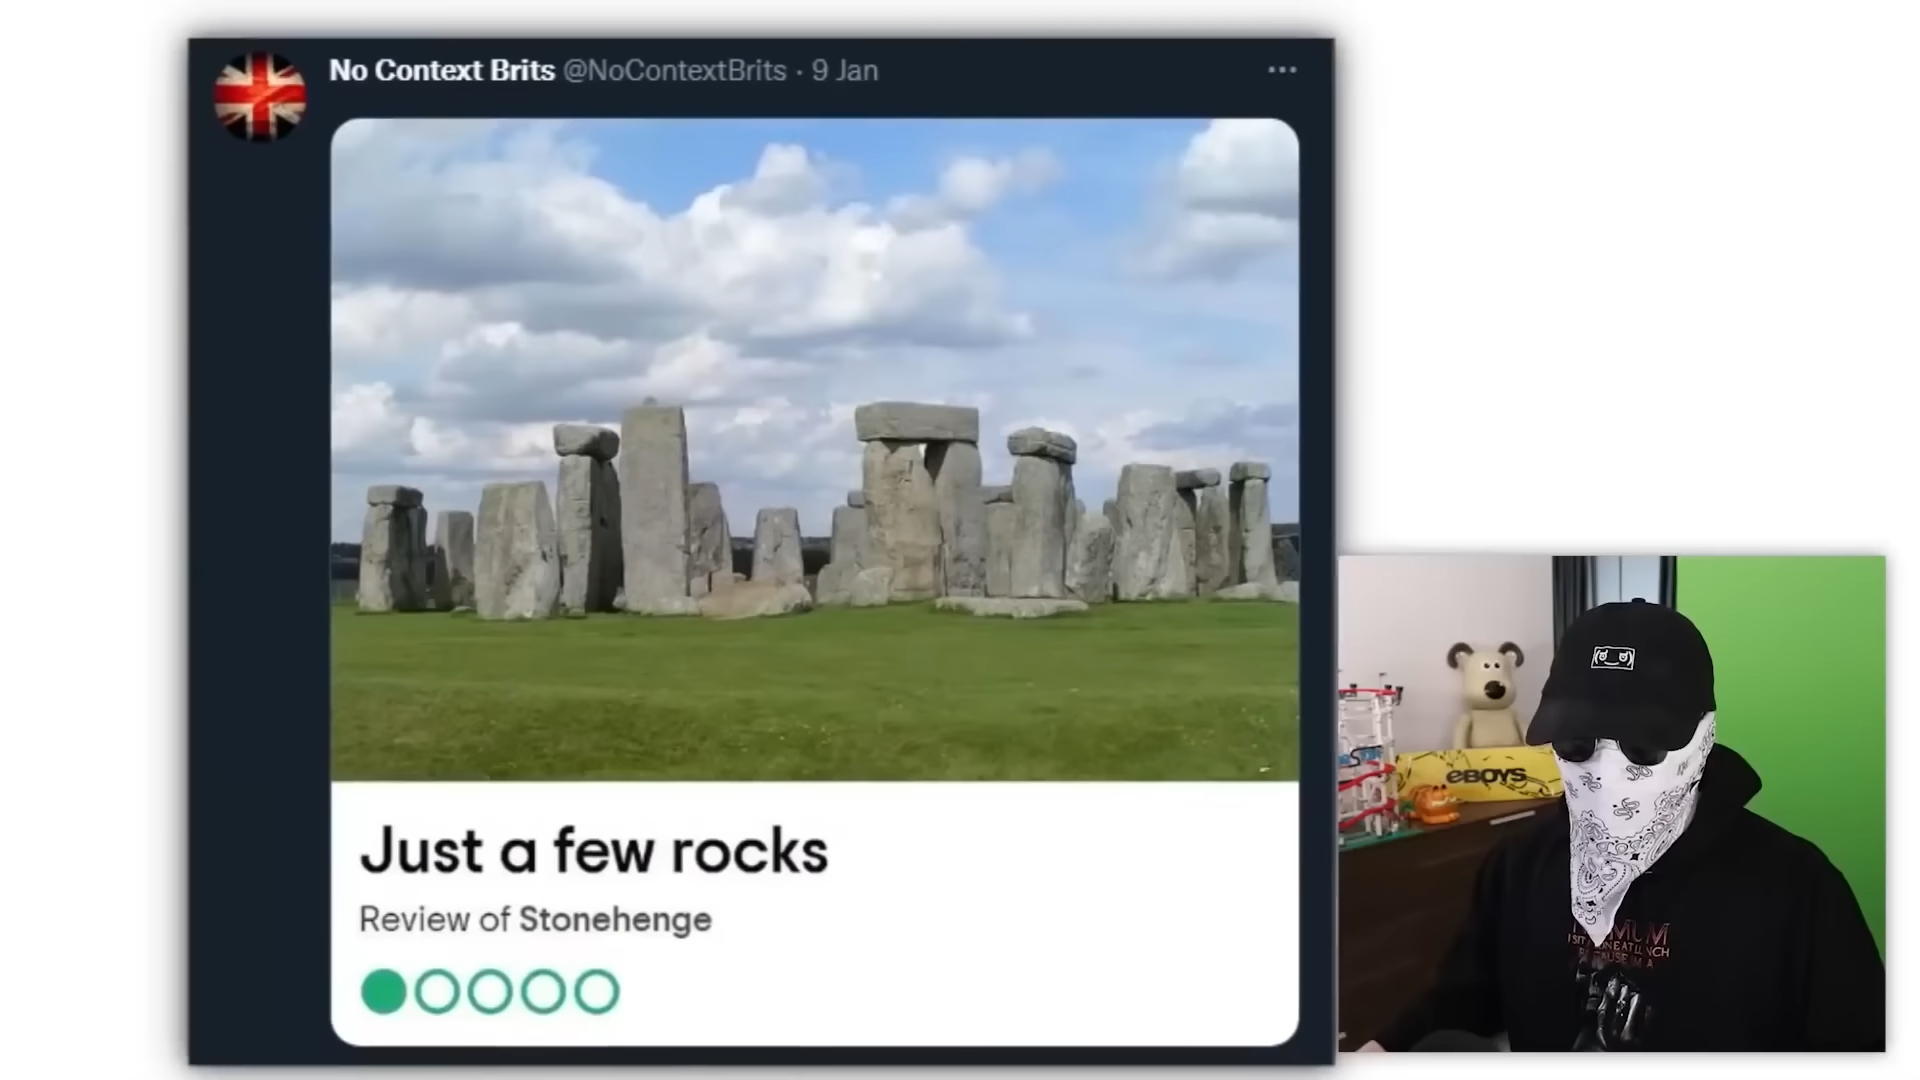 No Context Brits @NoContextBrits · 9 Jan
Just a few rocks
Review of Stonehenge
eBOYS